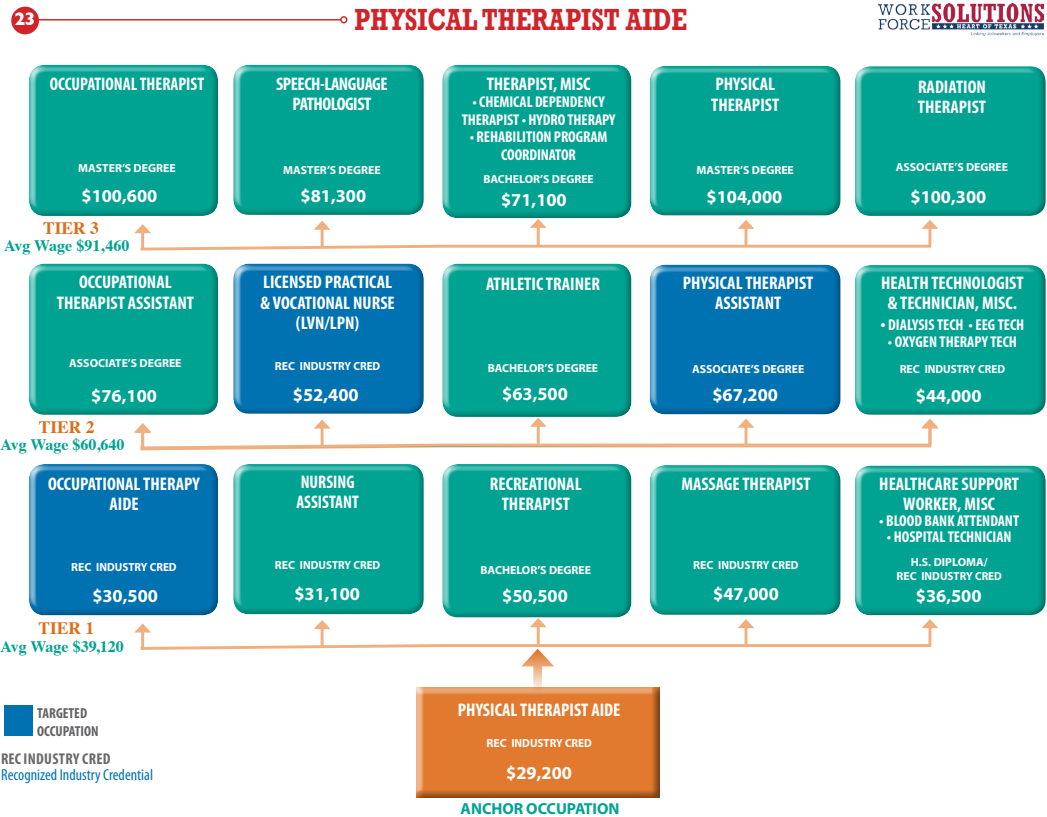 23
PHYSICAL THERAPIST AIDE
WORK
FORCE
SOLUTIONS
HEART OF TEXAS
Linking Jobseekers and Employers
OCCUPATIONAL THERAPIST
MASTER'S DEGREE
$100,600
SPEECH-LANGUAGE
PATHOLOGIST
MASTER'S DEGREE
$81,300
THERAPIST, MISC
• CHEMICAL DEPENDENCY
THERAPIST • HYDRO THERAPY
• REHABILITION PROGRAM
COORDINATOR
BACHELOR'S DEGREE
$71,100
PHYSICAL
THERAPIST
MASTER'S DEGREE
$104,000
RADIATION
THERAPIST
ASSOCIATE'S DEGREE
$100,300
TIER 3
Avg Wage $91,460
OCCUPATIONAL
THERAPIST ASSISTANT
ASSOCIATE'S DEGREE
$76,100
LICENSED PRACTICAL
& VOCATIONAL NURSE
(LVN/LPN)
REC INDUSTRY CRED
$52,400
ATHLETIC TRAINER
BACHELOR'S DEGREE
$63,500
PHYSICAL THERAPIST
ASSISTANT
ASSOCIATE'S DEGREE
$67,200
HEALTH TECHNOLOGIST
& TECHNICIAN, MISC.
• DIALYSIS TECH • EEG TECH
• OXYGEN THERAPY TECH
REC INDUSTRY CRED
$44,000
TIER 2
Avg Wage $60,640
OCCUPATIONAL THERAPY
AIDE
REC INDUSTRY CRED
$30,500
NURSING
ASSISTANT
REC INDUSTRY CRED
$31,100
RECREATIONAL
THERAPIST
BACHELOR'S DEGREE
$50,500
MASSAGE THERAPIST
REC INDUSTRY CRED
$47,000
HEALTHCARE SUPPORT
WORKER, MISC
• BLOOD BANK ATTENDANT
• HOSPITAL TECHNICIAN
H.S. DIPLOMA/
REC INDUSTRY CRED
$36,500
TIER 1
Avg Wage $39,120
PHYSICAL THERAPIST AIDE
REC INDUSTRY CRED
$29,200
ANCHOR OCCUPATION
TARGETED
OCCUPATION
REC INDUSTRY CRED
Recognized Industry Credential